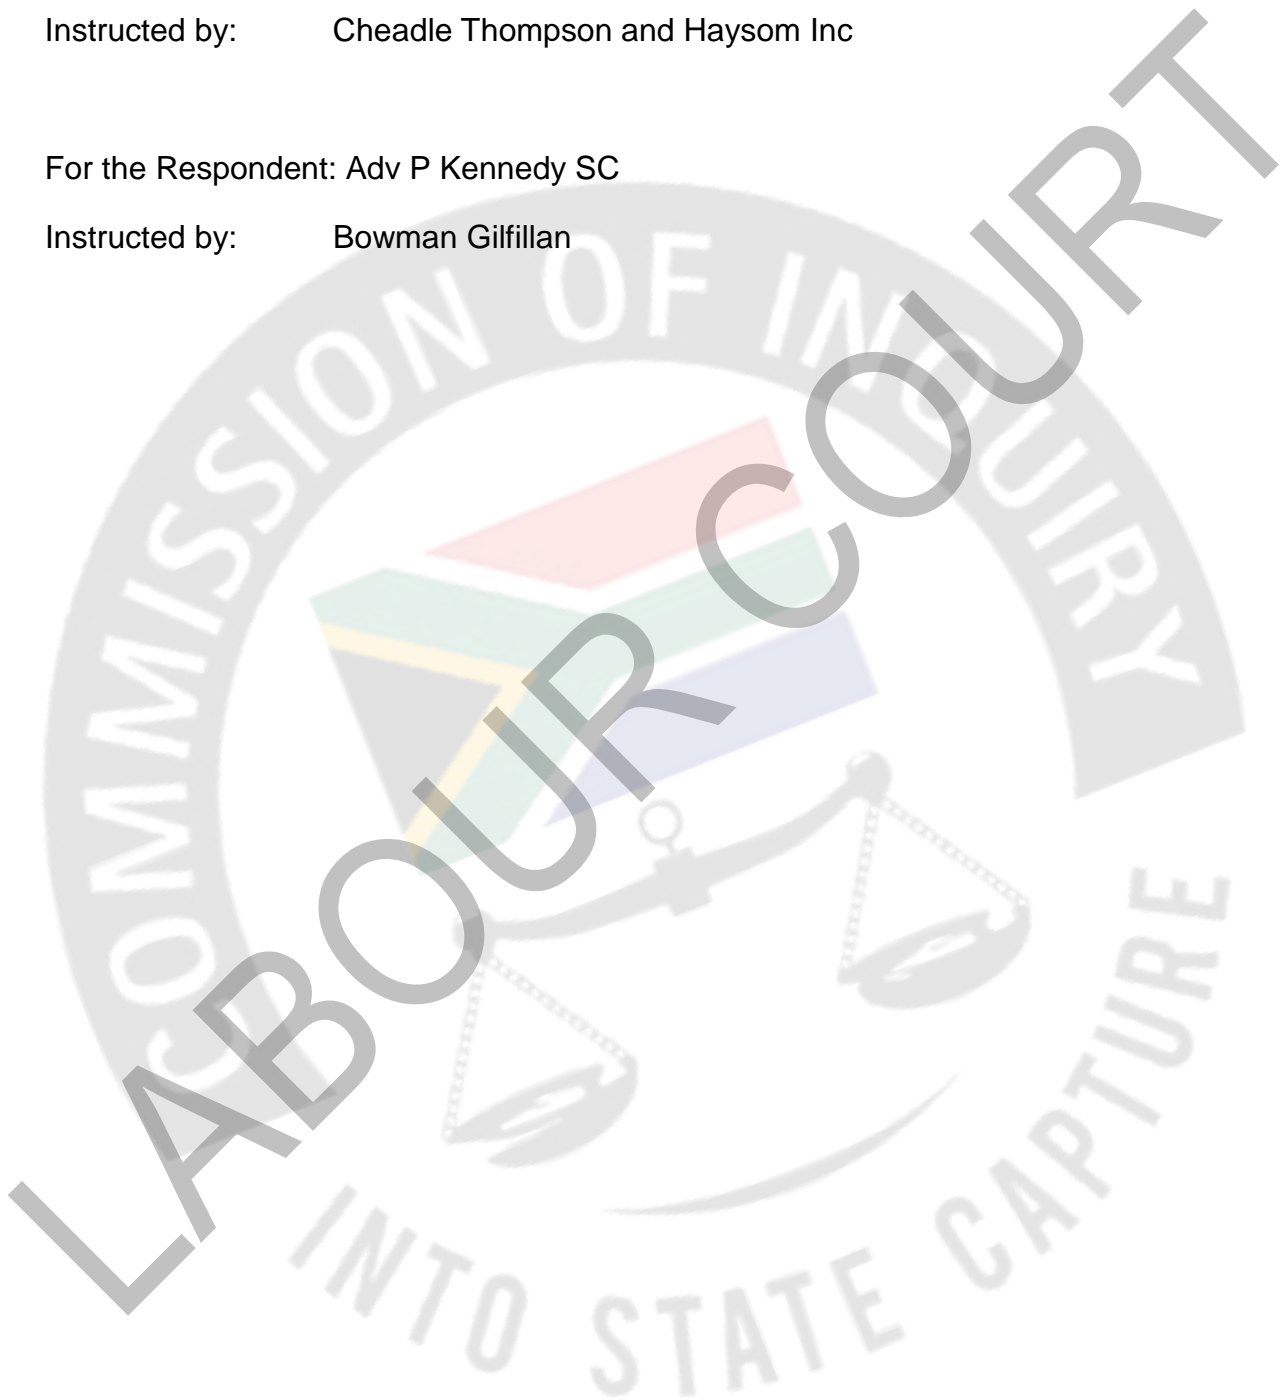 Instructed by: Cheadle Thompson and Haysom Inc
For the Respondent: Adv P Kennedy SC
Instructed by: Bowman Gilfillan
COMMISSION OF INQUIRY
INTO STATE CAPTURE
LABOUR COURT